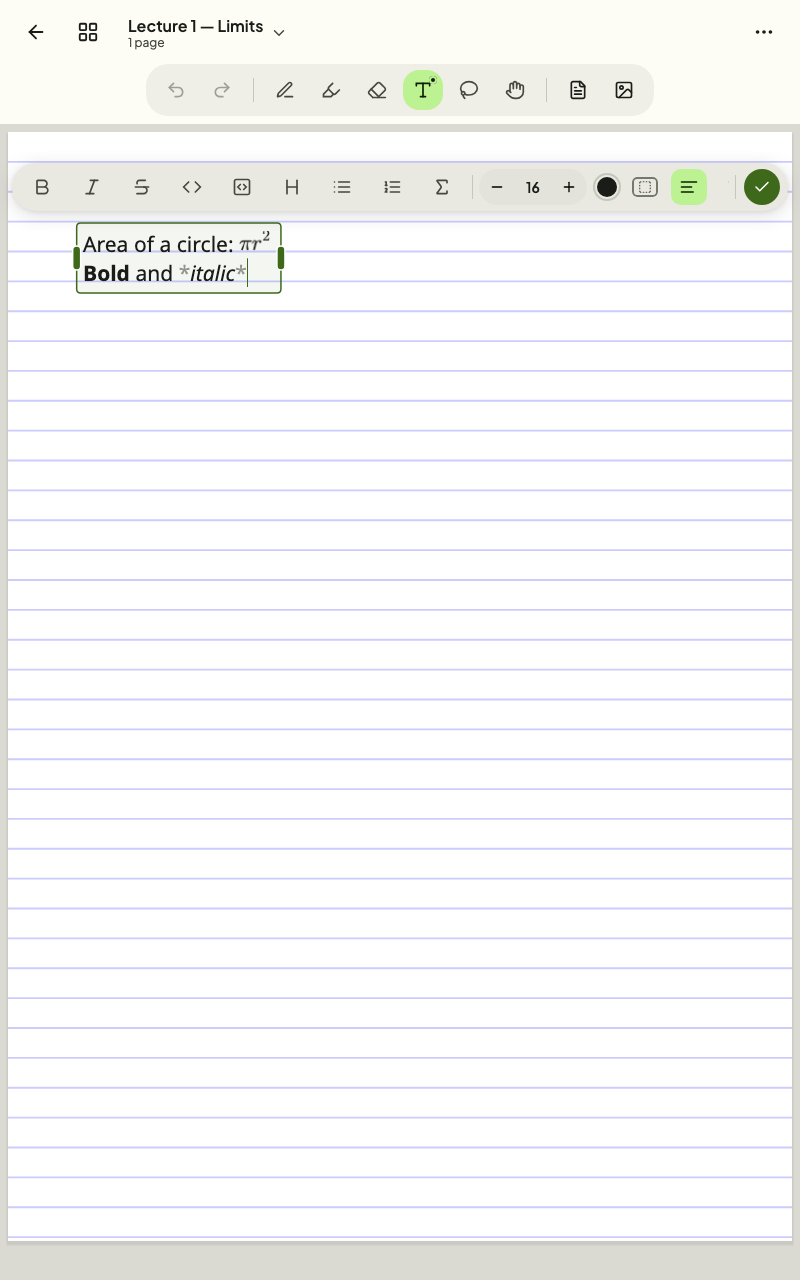 Lecture 1 — Limits
1 page
16
Area of a circle: πr²
Bold and *italic*